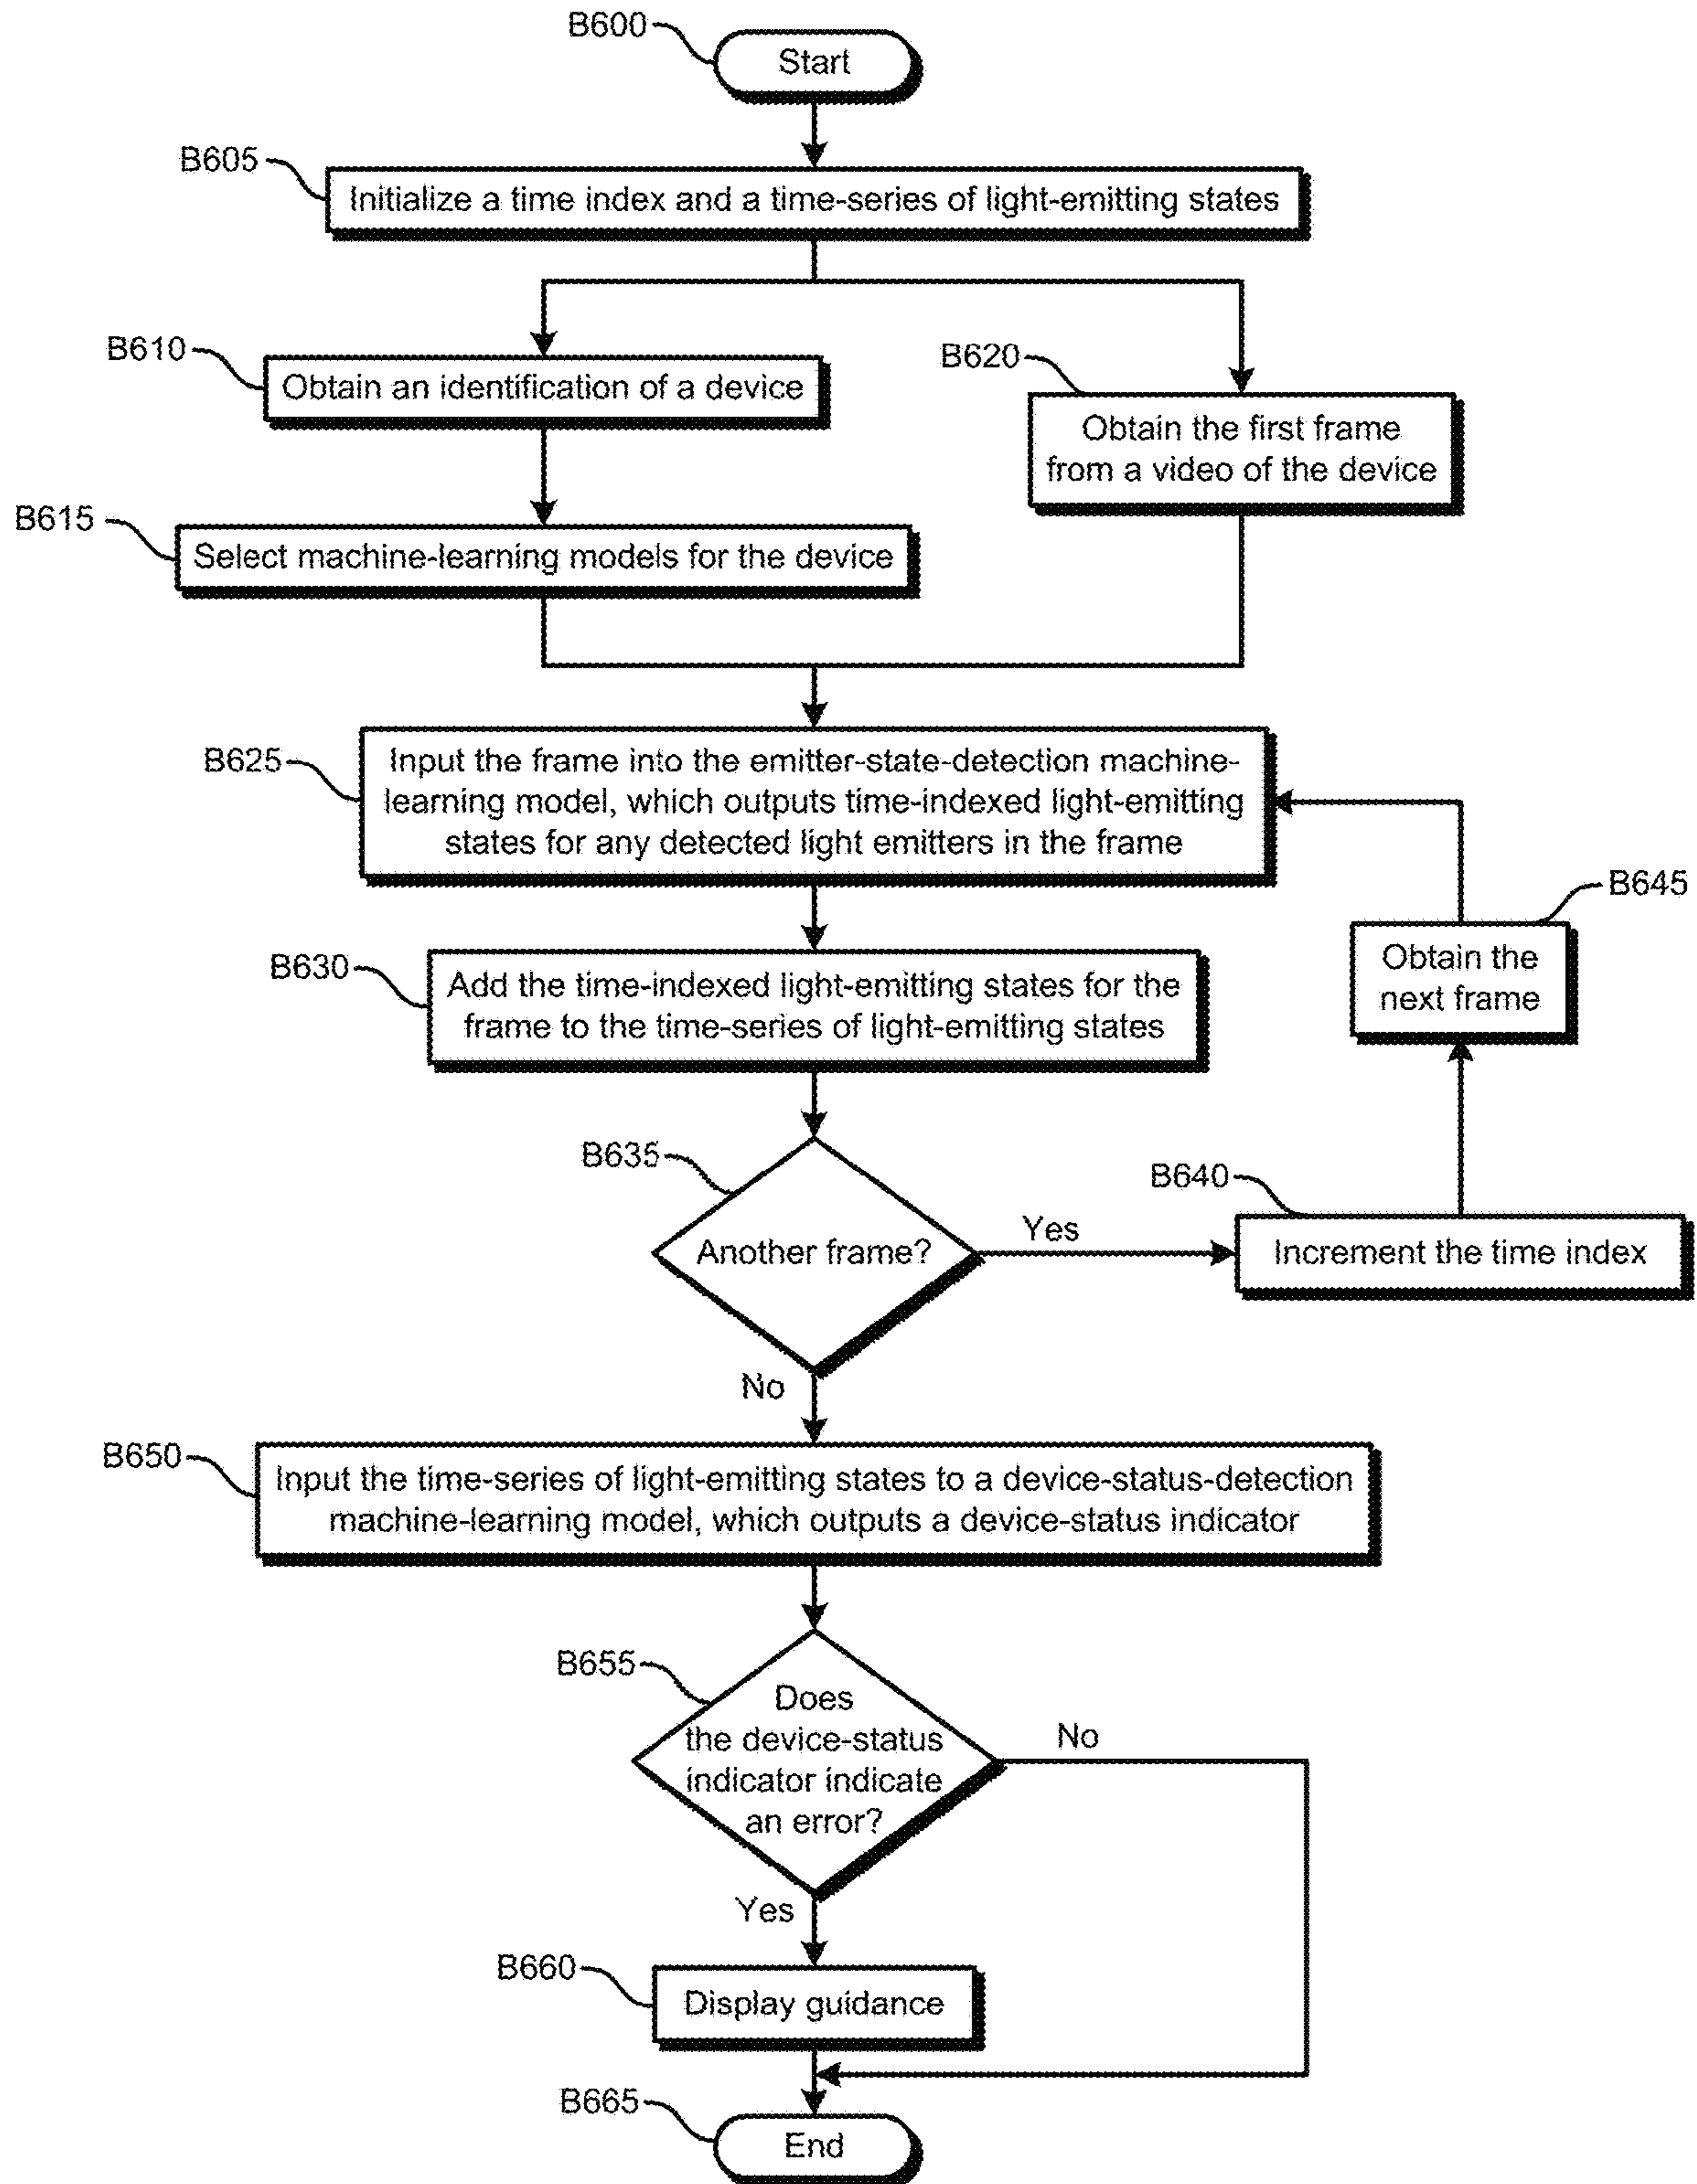 B600
Start
B605
Initialize a time index and a time-series of light-emitting states
B610
Obtain an identification of a device
B620
Obtain the first frame
from a video of the device
B615
Select machine-learning models for the device
B625
Input the frame into the emitter-state-detection machine-
learning model, which outputs time-indexed light-emitting
states for any detected light emitters in the frame
B645
Obtain the
next frame
B630
Add the time-indexed light-emitting states for the
frame to the time-series of light-emitting states
B635
Another frame?
Yes
B640
Increment the time index
No
B650
Input the time-series of light-emitting states to a device-status-detection
machine-learning model, which outputs a device-status indicator
B655
Does
the device-status
indicator indicate
an error?
No
Yes
B660
Display guidance
B665
End